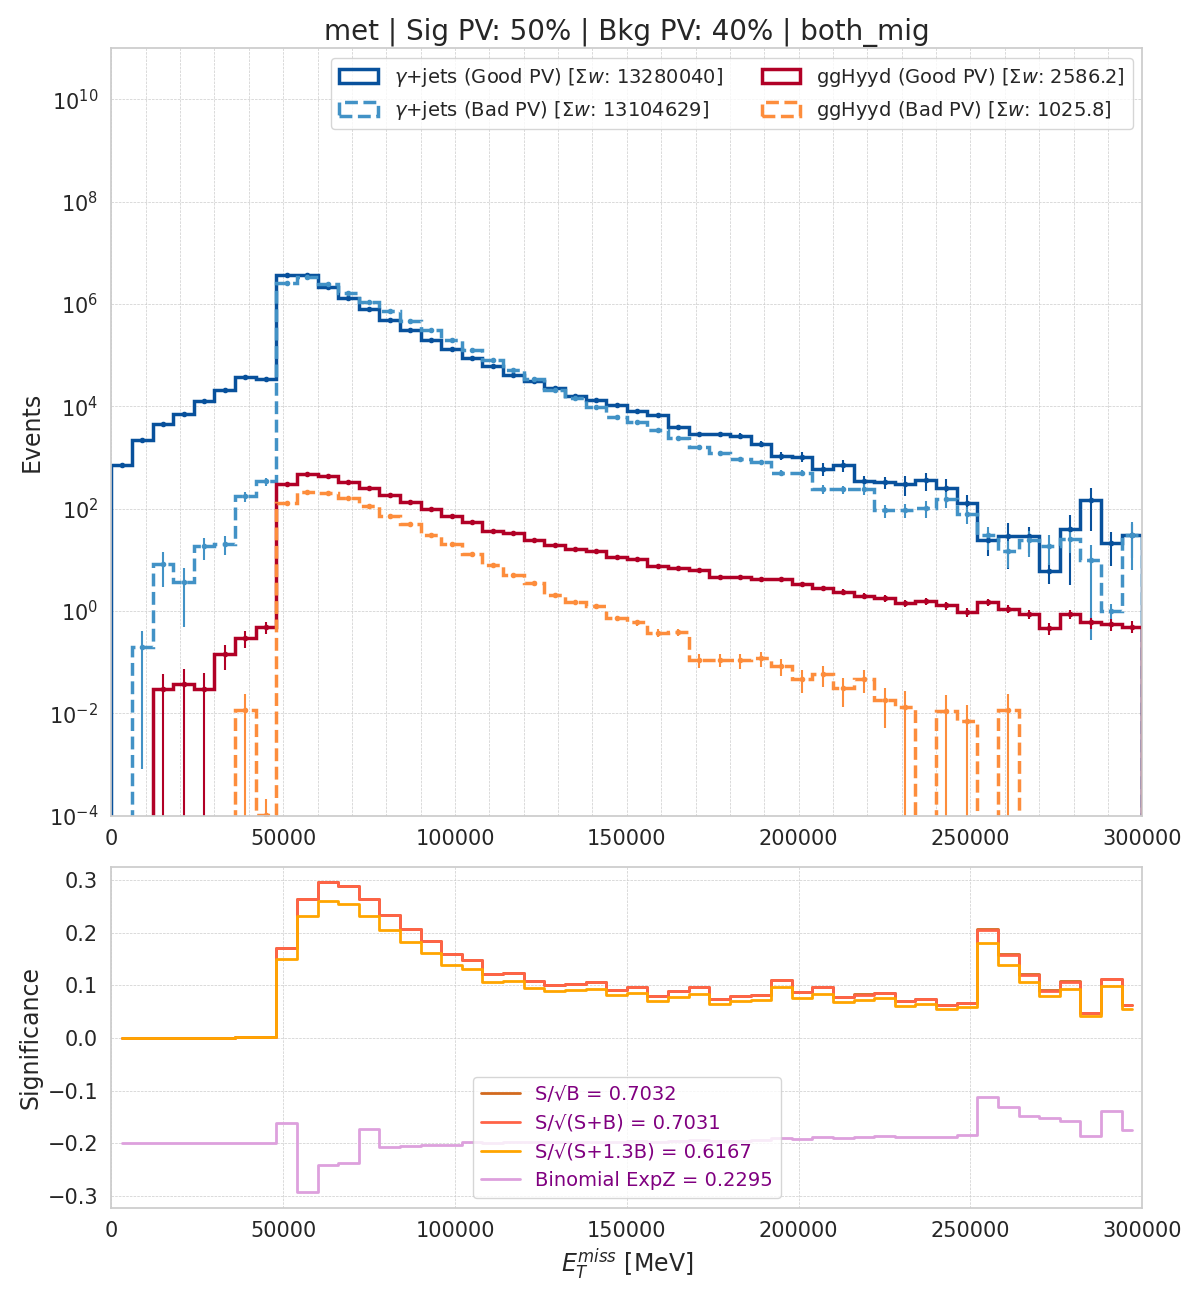 met | Sig PV: 50% | Bkg PV: 40% | both_mig
γ+jets (Good PV) [Σw: 13280040]
γ+jets (Bad PV) [Σw: 13104629]
ggHyyd (Good PV) [Σw: 2586.2]
ggHyyd (Bad PV) [Σw: 1025.8]
Events
10^10
10^8
10^6
10^4
10^2
10^0
10^−2
10^−4
0 50000 100000 150000 200000 250000 300000
Significance
0.3
0.2
0.1
0.0
−0.1
−0.2
−0.3
S/√B = 0.7032
S/√(S+B) = 0.7031
S/√(S+1.3B) = 0.6167
Binomial ExpZ = 0.2295
0 50000 100000 150000 200000 250000 300000
E_T^miss [MeV]